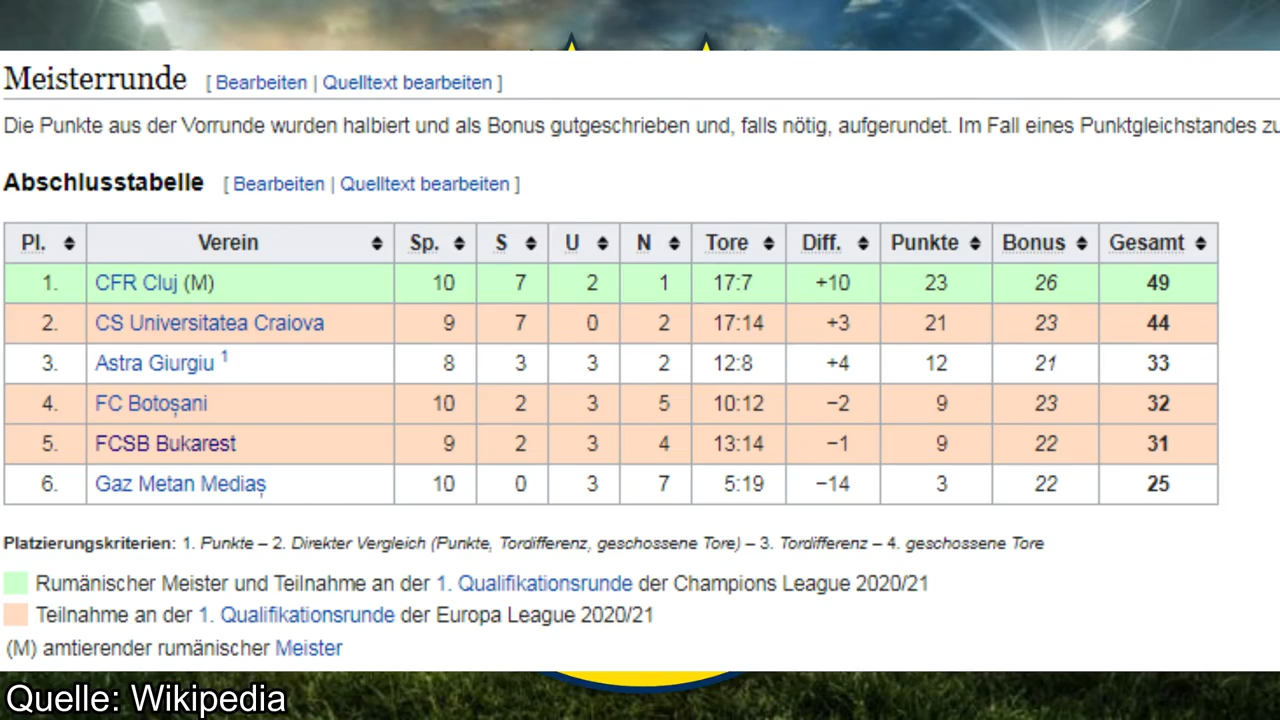 Meisterrunde [ Bearbeiten | Quelltext bearbeiten ]
Die Punkte aus der Vorrunde wurden halbiert und als Bonus gutgeschrieben und, falls nötig, aufgerundet. Im Fall eines Punktgleichstandes zu
Abschlusstabelle [ Bearbeiten | Quelltext bearbeiten ]
Pl. Verein Sp. S U N Tore Diff. Punkte Bonus Gesamt
1. CFR Cluj (M) 10 7 2 1 17:7 +10 23 26 49
2. CS Universitatea Craiova 9 7 0 2 17:14 +3 21 23 44
3. Astra Giurgiu 1 8 3 3 2 12:8 +4 12 21 33
4. FC Botoșani 10 2 3 5 10:12 −2 9 23 32
5. FCSB Bukarest 9 2 3 4 13:14 −1 9 22 31
6. Gaz Metan Mediaș 10 0 3 7 5:19 −14 3 22 25
Platzierungskriterien: 1. Punkte – 2. Direkter Vergleich (Punkte, Tordifferenz, geschossene Tore) – 3. Tordifferenz – 4. geschossene Tore
Rumänischer Meister und Teilnahme an der 1. Qualifikationsrunde der Champions League 2020/21
Teilnahme an der 1. Qualifikationsrunde der Europa League 2020/21
(M) amtierender rumänischer Meister
Quelle: Wikipedia